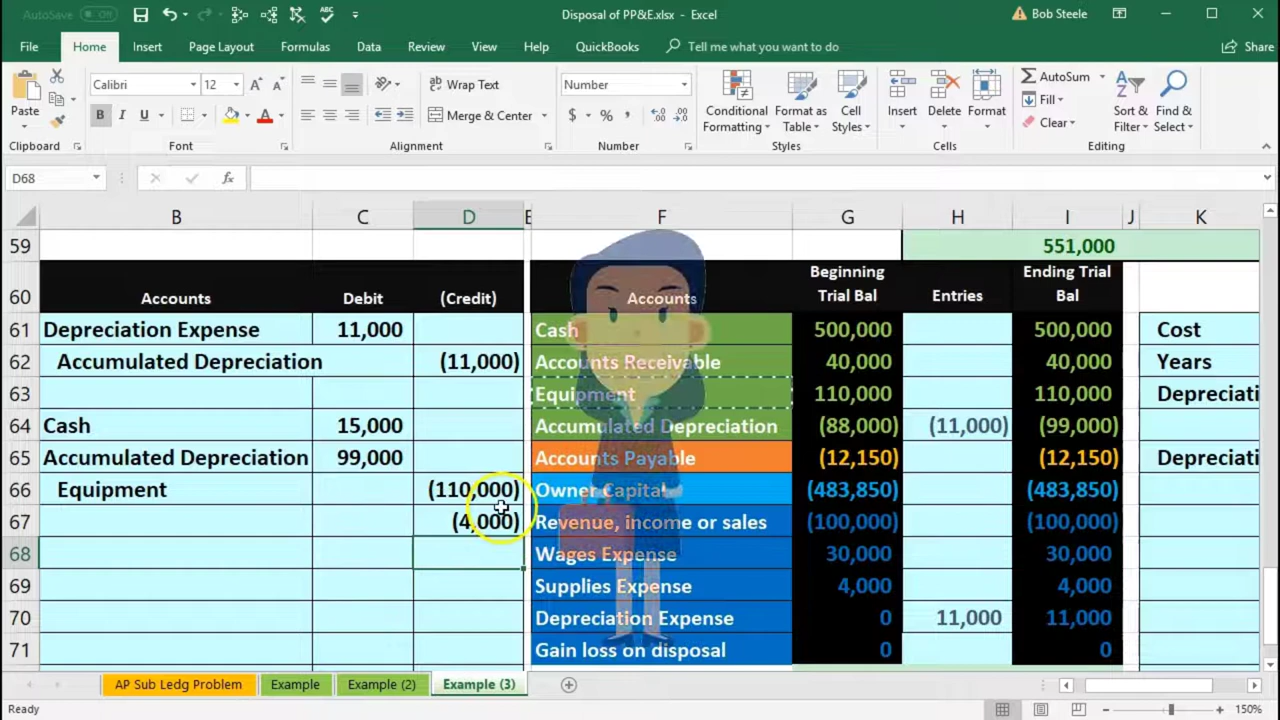 AutoSave Off Disposal of PP&E.xlsx - Excel Bob Steele
File Home Insert Page Layout Formulas Data Review View Help QuickBooks Tell me what you want to do Share
Paste Calibri 12 Wrap Text Number Conditional Formatting Format as Table Cell Styles Insert Delete Format AutoSum Fill Clear Sort & Filter Find & Select
B I U A Merge & Center $ % ,
Clipboard Font Alignment Number Styles Cells Editing
D68 fx
B C D E F G H I J K
59 551,000
60 Accounts Debit (Credit) Accounts Beginning Trial Bal Entries Ending Trial Bal
61 Depreciation Expense 11,000 Cash 500,000 500,000 Cost
62 Accumulated Depreciation (11,000) Accounts Receivable 40,000 40,000 Years
63 Equipment 110,000 110,000 Depreciati
64 Cash 15,000 Accumulated Depreciation (88,000) (11,000) (99,000)
65 Accumulated Depreciation 99,000 Accounts Payable (12,150) (12,150) Depreciati
66 Equipment (110,000) Owner Capital (483,850) (483,850)
67 (4,000) Revenue, income or sales (100,000) (100,000)
68 Wages Expense 30,000 30,000
69 Supplies Expense 4,000 4,000
70 Depreciation Expense 0 11,000 11,000
71 Gain loss on disposal 0 0
AP Sub Ledg Problem Example Example (2) Example (3)
Ready 150%